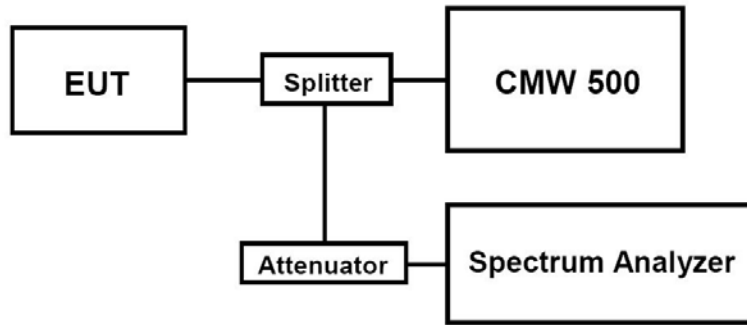 EUT
Splitter
CMW 500
Attenuator
Spectrum Analyzer